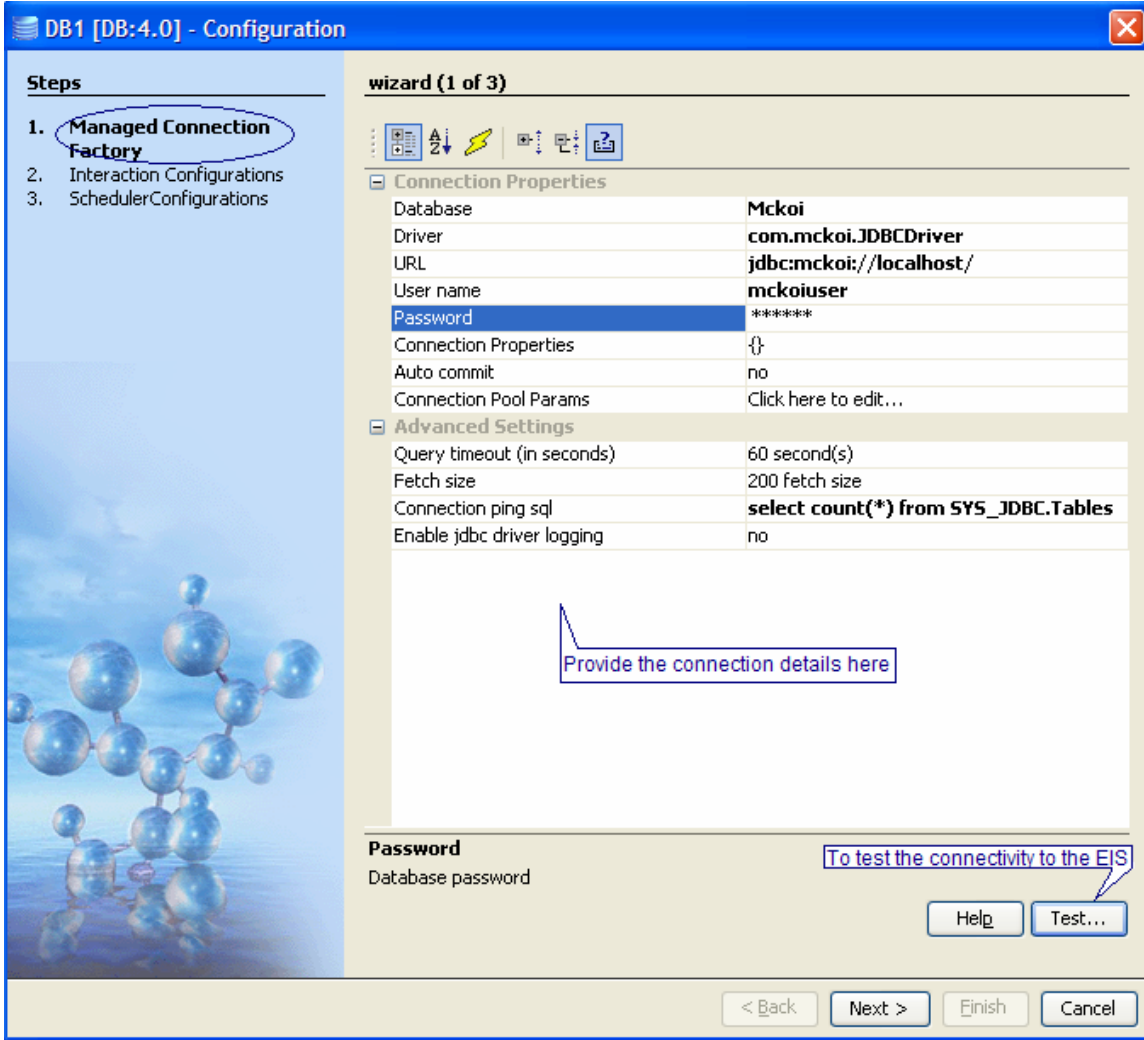 DB1 [DB:4.0] - Configuration
Steps
1. Managed Connection
Factory
2. Interaction Configurations
3. SchedulerConfigurations
wizard (1 of 3)
Connection Properties
Database Mckoi
Driver com.mckoi.JDBCDriver
URL jdbc:mckoi://localhost/
User name mckoiuser
Password ******
Connection Properties {}
Auto commit no
Connection Pool Params Click here to edit...
Advanced Settings
Query timeout (in seconds) 60 second(s)
Fetch size 200 fetch size
Connection ping sql select count(*) from SYS_JDBC.Tables
Enable jdbc driver logging no
Provide the connection details here
Password
Database password
To test the connectivity to the EIS
Help Test...
< Back Next > Finish Cancel